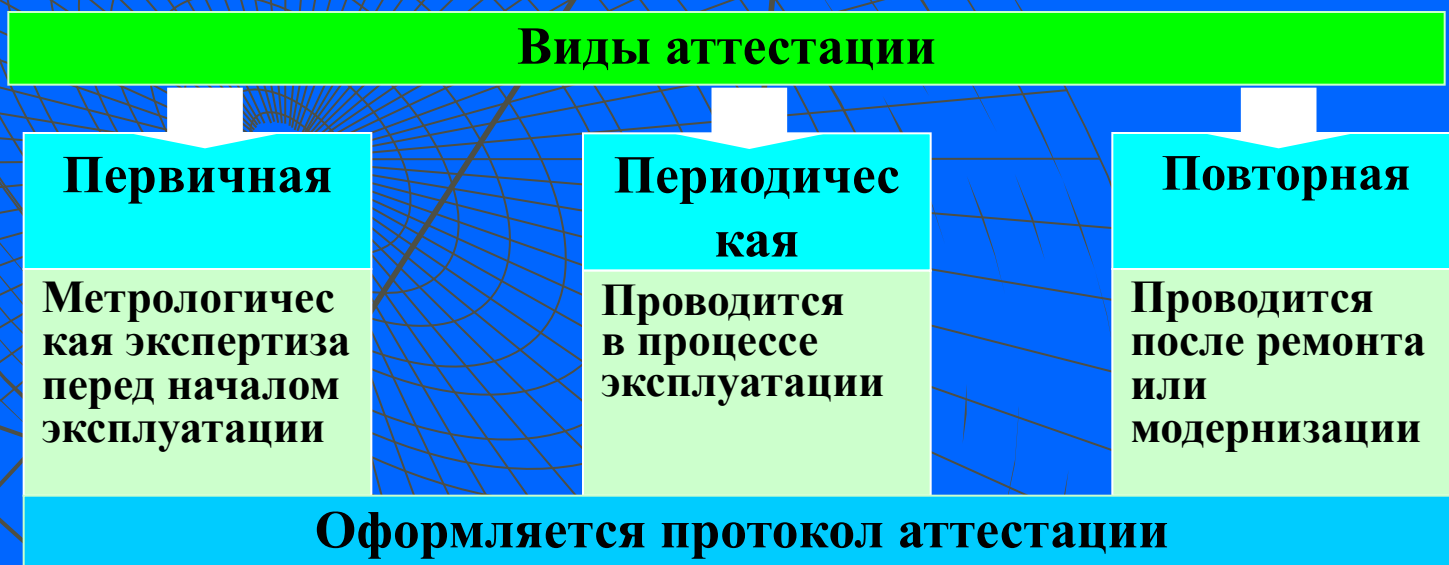 Виды аттестации
Первичная
Метрологичес
кая экспертиза
перед началом
эксплуатации
Периодичес
кая
Проводится
в процессе
эксплуатации
Повторная
Проводится
после ремонта
или
модернизации
Оформляется протокол аттестации